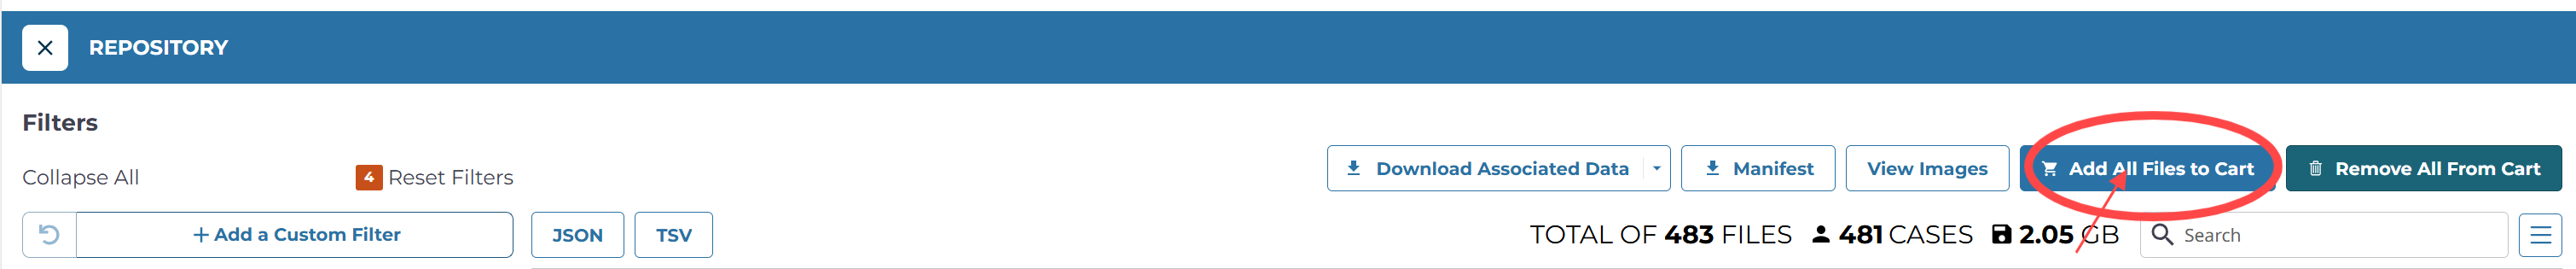 REPOSITORY
Filters
Download Associated Data Manifest View Images Add All Files to Cart Remove All From Cart
Collapse All 4 Reset Filters
Add a Custom Filter JSON TSV TOTAL OF 483 FILES 481 CASES 2.05 GB Search